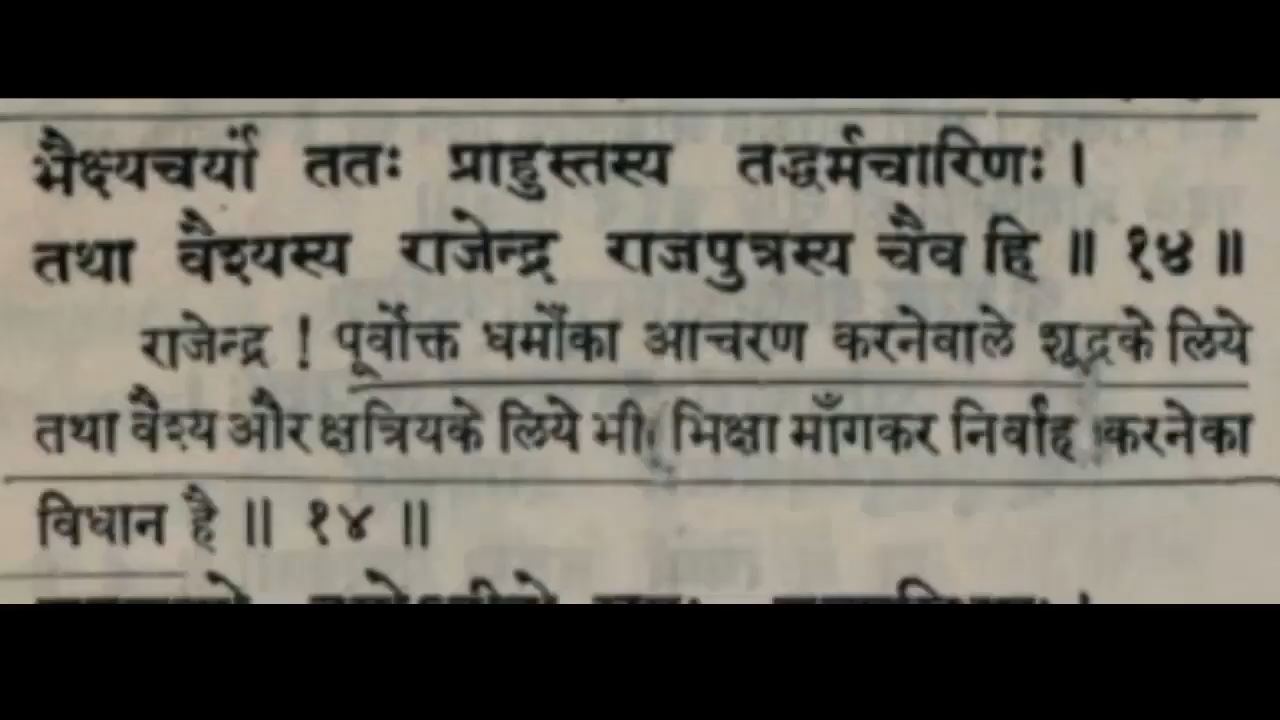 भैक्ष्यचर्यां ततः प्राहुस्तस्य तद्धर्मचारिणः ।
तथा वैश्यस्य राजेन्द्र राजपुत्रस्य चैव हि ॥ १४ ॥
राजेन्द्र ! पूर्वोक्त धर्मोंका आचरण करनेवाले शूद्रके लिये
तथा वैश्य और क्षत्रियके लिये भी भिक्षा माँगकर निर्वाह करनेका
विधान है ॥ १४ ॥